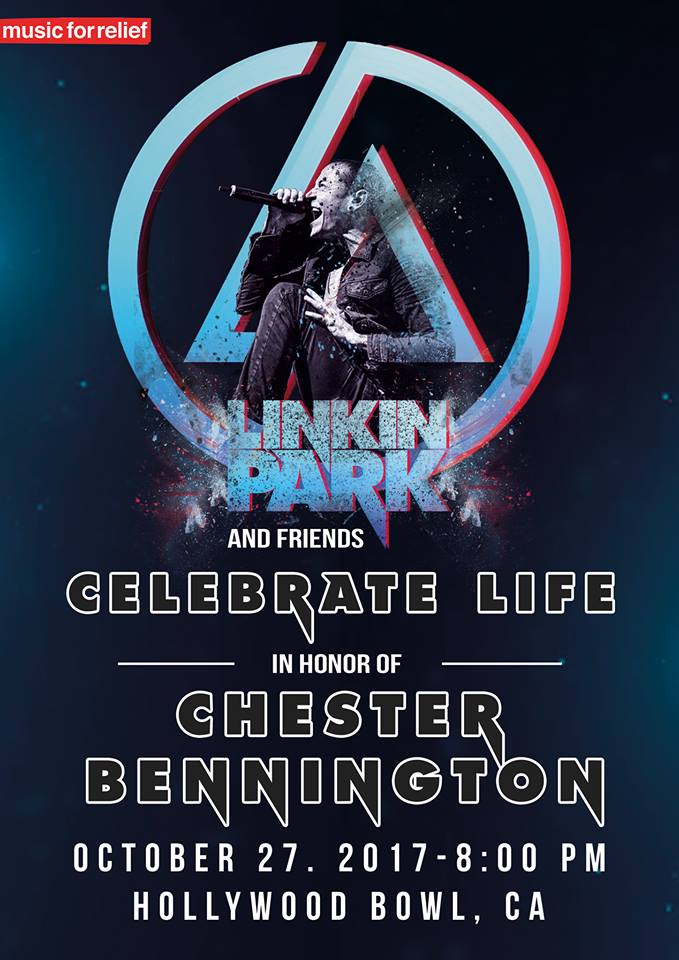 music for relief
LINKIN
PARK
AND FRIENDS
CELEBRATE LIFE
IN HONOR OF
CHESTER
BENNINGTON
OCTOBER 27. 2017-8:00 PM
HOLLYWOOD BOWL, CA